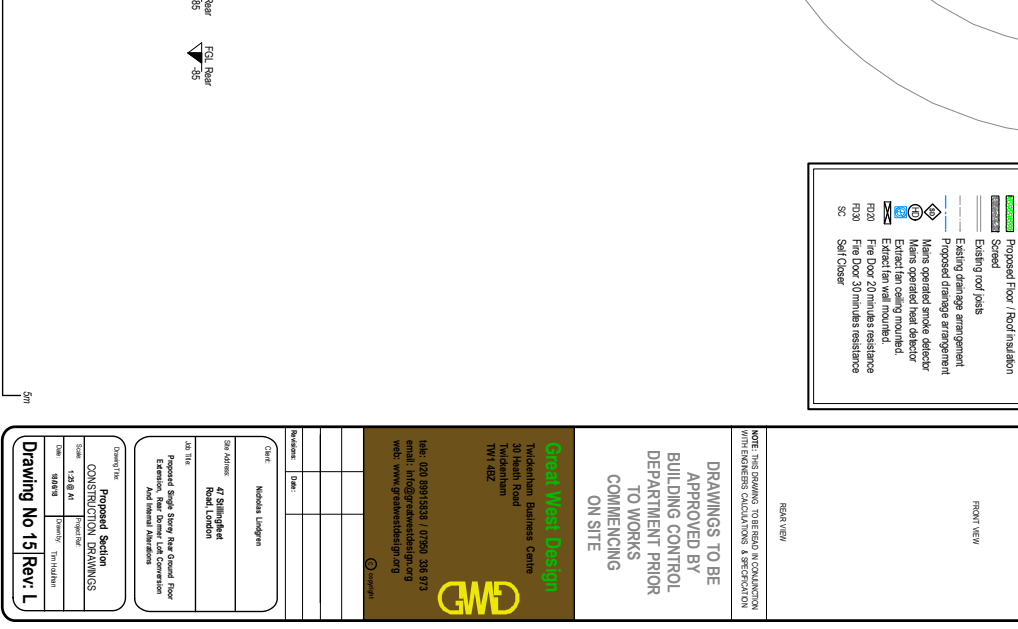 Proposed Floor / Roof insulation
Screed
Existing roof joists
Existing drainage arrangement
Proposed drainage arrangement
SD
Mains operated smoke detector
HD
Mains operated heat detector
Extract fan ceiling mounted.
Extract fan wall mounted.
FD20 Fire Door 20 minutes resistance
FD30 Fire Door 30 minutes resistance
SC Self Closer
Rear
-85
FGL Rear
-85
5m
FRONT VIEW
REAR VIEW
NOTE: THIS DRAWING TO BE READ IN CONJUNCTION
WITH ENGINEERS CALCULATIONS & SPECIFICATION
DRAWINGS TO BE
APPROVED BY
BUILDING CONTROL
DEPARTMENT PRIOR
TO WORKS
COMMENCING
ON SITE
Great West Design
Twickenham Business Centre
30 Heath Road
Twickenham
TW1 4BZ
GWD
tele: 020 89915838 / 07950 336 973
email: info@greatwestdesign.org
web: www.greatwestdesign.org
© copyright
Revisions: Date:
Client:
Nicholas Lindgren
Site Address:
47 Stillingfleet
Road, London
Job Title:
Proposed Single Storey Rear Ground Floor
Extension, Rear Dormer Loft Conversion
And Internal Alterations
Drawing Title:
Proposed Section
CONSTRUCTION DRAWINGS
Scale: 1:25 @ A1 Project Ref:
Date: 18/06/18 Drawn by: Tim Houlihan
Drawing No 15 Rev: L